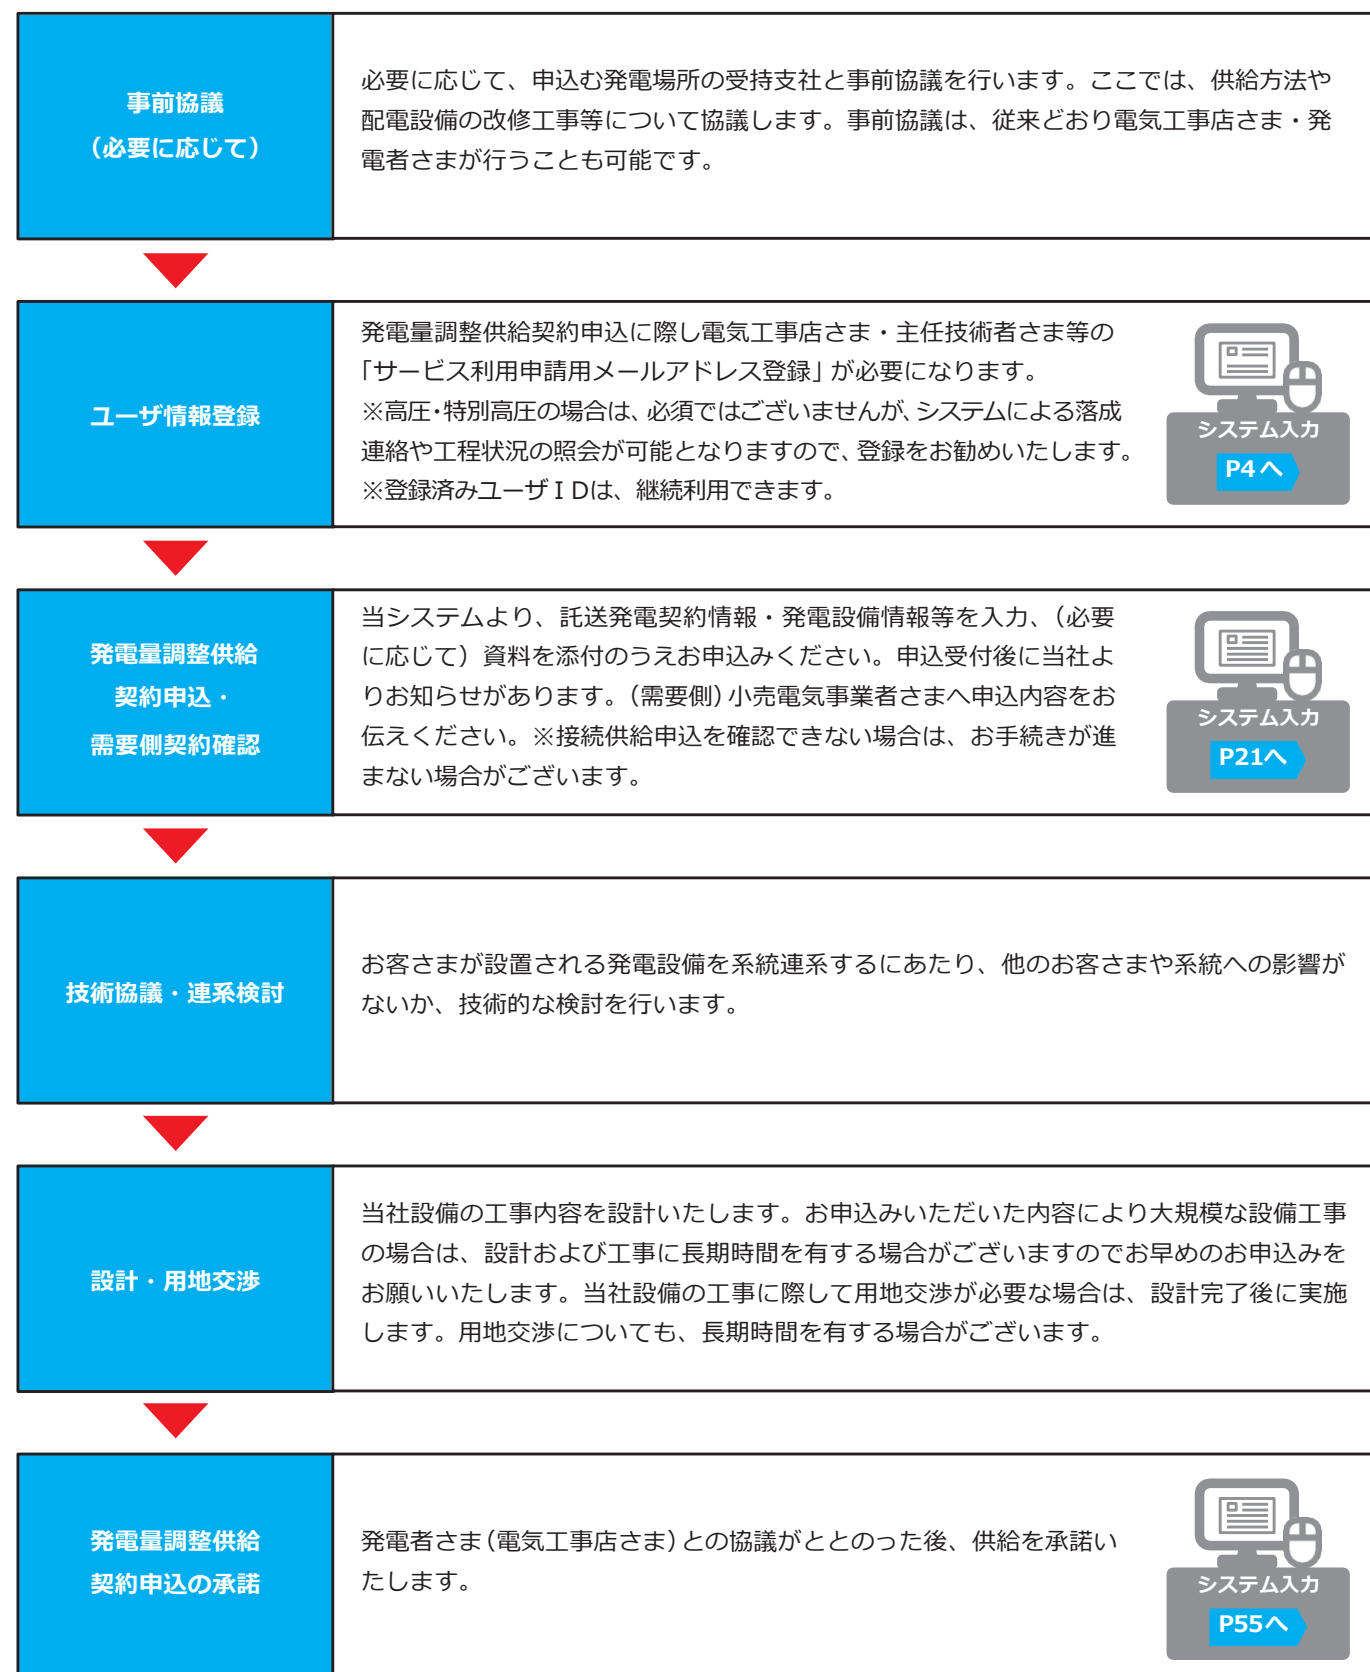 事前協議
（必要に応じて）
必要に応じて、申込む発電場所の受持支社と事前協議を行います。ここでは、供給方法や
配電設備の改修工事等について協議します。事前協議は、従来どおり電気工事店さま・発
電者さまが行うことも可能です。
ユーザ情報登録
発電量調整供給契約申込に際し電気工事店さま・主任技術者さま等の
「サービス利用申請用メールアドレス登録」が必要になります。
※高圧・特別高圧の場合は、必須ではございませんが、システムによる落成
連絡や工程状況の照会が可能となりますので、登録をお勧めいたします。
※登録済みユーザＩＤは、継続利用できます。
システム入力
P4へ
発電量調整供給
契約申込・
需要側契約確認
当システムより、託送発電契約情報・発電設備情報等を入力、（必要
に応じて）資料を添付のうえお申込みください。申込受付後に当社よ
りお知らせがあります。（需要側）小売電気事業者さまへ申込内容をお
伝えください。※接続供給申込を確認できない場合は、お手続きが進
まない場合がございます。
システム入力
P21へ
技術協議・連系検討
お客さまが設置される発電設備を系統連系するにあたり、他のお客さまや系統への影響が
ないか、技術的な検討を行います。
設計・用地交渉
当社設備の工事内容を設計いたします。お申込みいただいた内容により大規模な設備工事
の場合は、設計および工事に長期時間を有する場合がございますのでお早めのお申込みを
お願いいたします。当社設備の工事に際して用地交渉が必要な場合は、設計完了後に実施
します。用地交渉についても、長期時間を有する場合がございます。
発電量調整供給
契約申込の承諾
発電者さま（電気工事店さま）との協議がととのった後、供給を承諾い
たします。
システム入力
P55へ